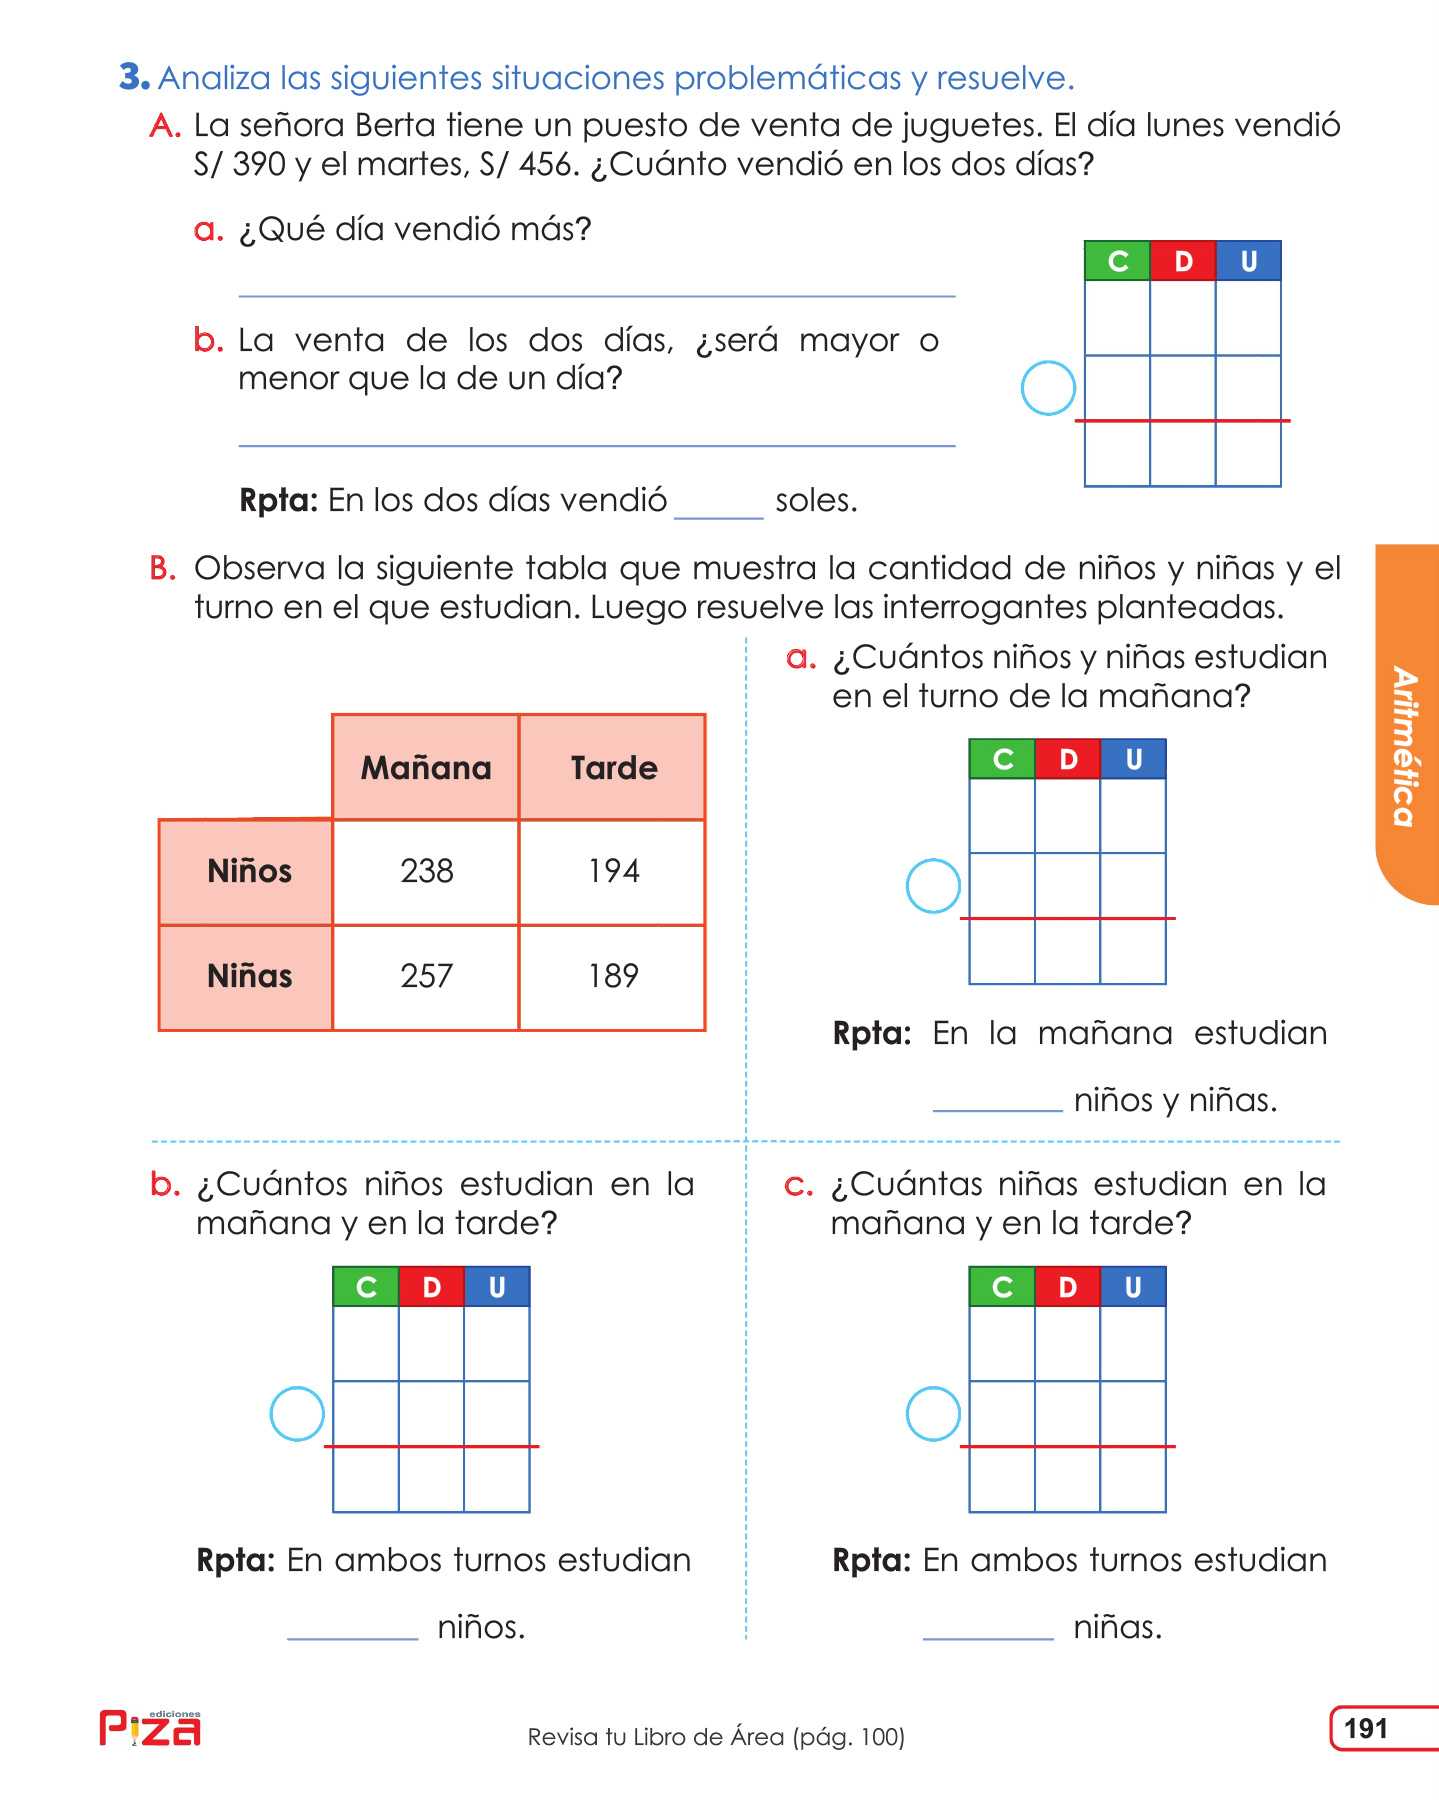 3. Analiza las siguientes situaciones problemáticas y resuelve.
A. La señora Berta tiene un puesto de venta de juguetes. El día lunes vendió
S/ 390 y el martes, S/ 456. ¿Cuánto vendió en los dos días?
a. ¿Qué día vendió más?
C D U
b. La venta de los dos días, ¿será mayor o
menor que la de un día?
Rpta: En los dos días vendió ______ soles.
B. Observa la siguiente tabla que muestra la cantidad de niños y niñas y el
turno en el que estudian. Luego resuelve las interrogantes planteadas.
Mañana Tarde
Niños 238 194
Niñas 257 189
a. ¿Cuántos niños y niñas estudian
en el turno de la mañana?
C D U
Rpta: En la mañana estudian
________ niños y niñas.
b. ¿Cuántos niños estudian en la
mañana y en la tarde?
C D U
Rpta: En ambos turnos estudian
________ niños.
c. ¿Cuántas niñas estudian en la
mañana y en la tarde?
C D U
Rpta: En ambos turnos estudian
________ niñas.
Aritmética
ediciones
Piza
Revisa tu Libro de Área (pág. 100)
191